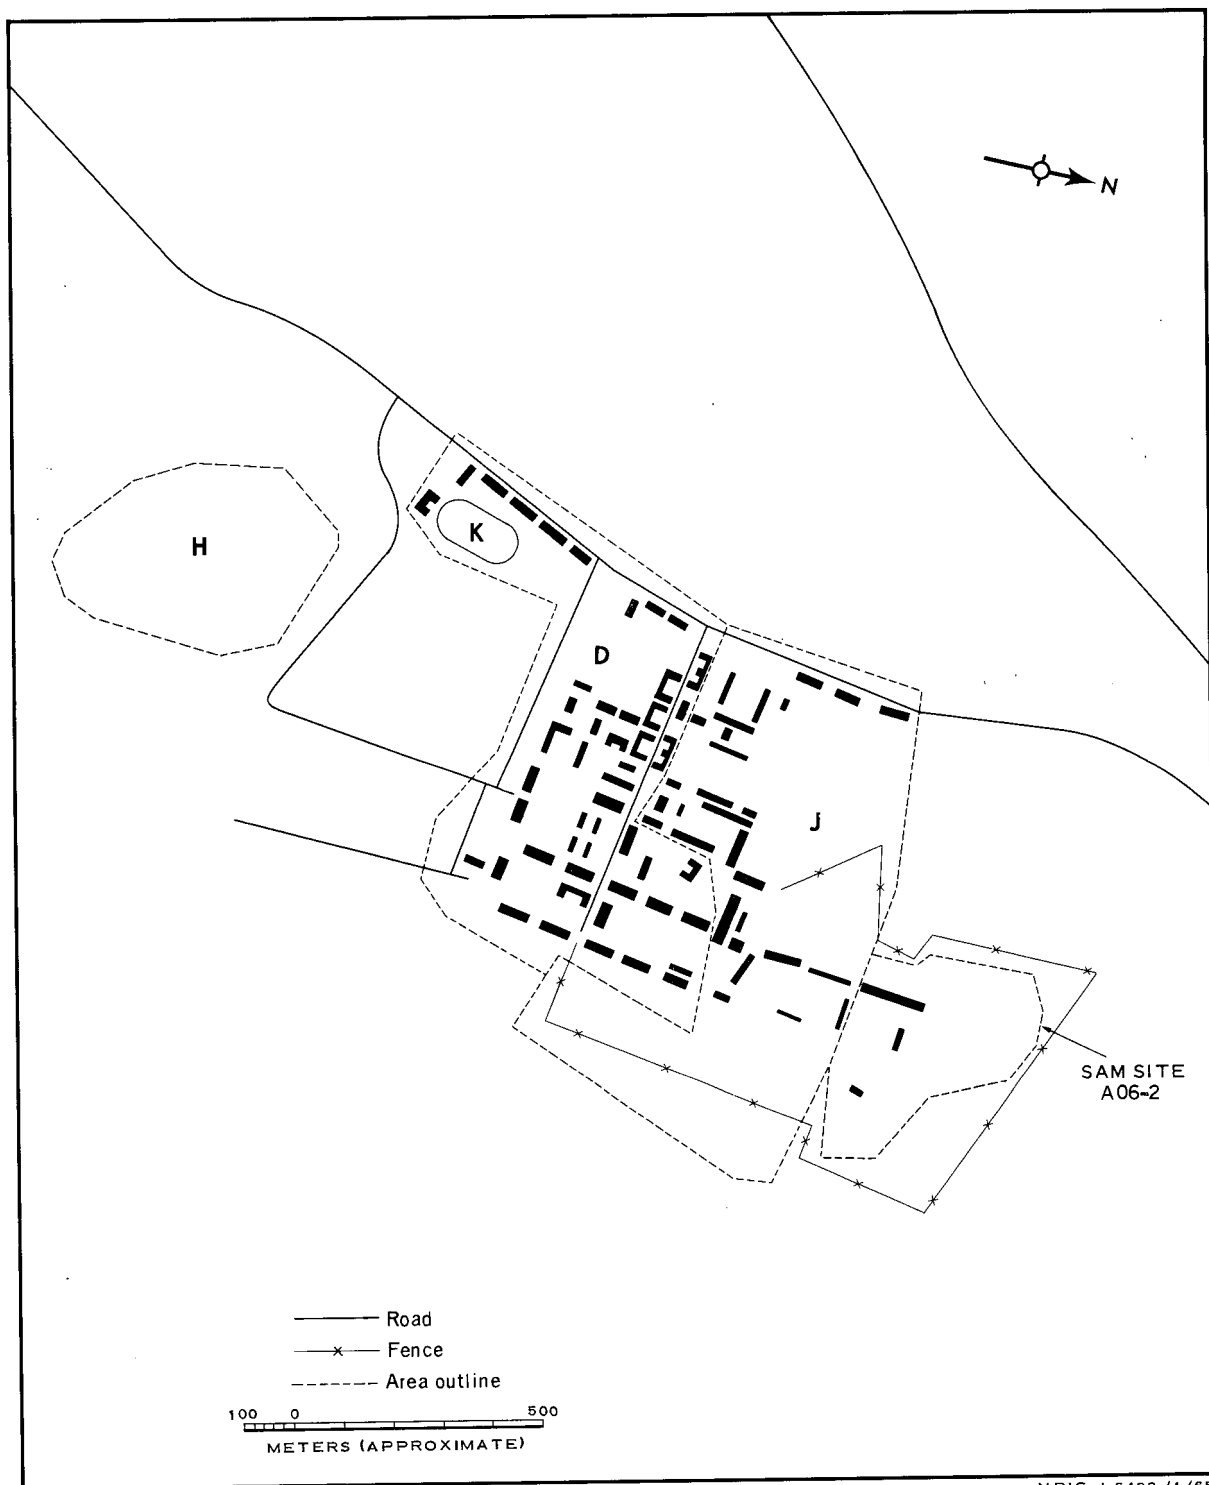 N
H
K
D
J
SAM SITE
A06-2
Road
Fence
Area outline
100 0 500
METERS (APPROXIMATE)